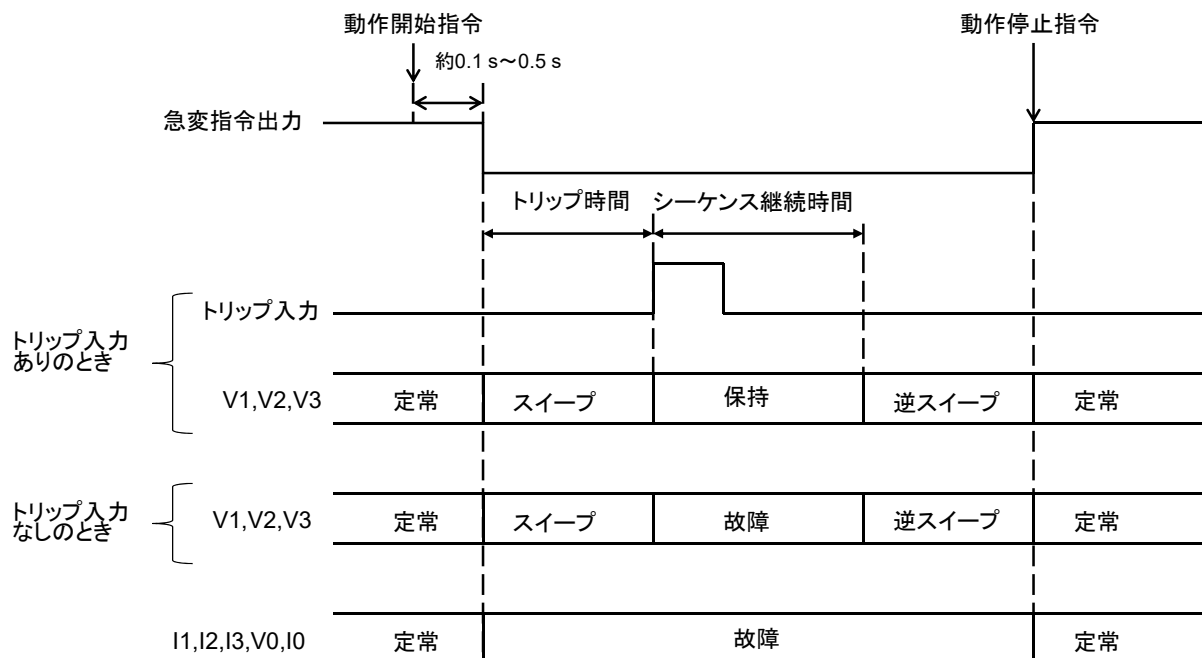 動作開始指令
動作停止指令
約0.1 s～0.5 s
急変指令出力
トリップ時間
シーケンス継続時間
トリップ入力
トリップ入力
ありのとき
V1,V2,V3
定常
スイープ
保持
逆スイープ
定常
トリップ入力
なしのとき
V1,V2,V3
定常
スイープ
故障
逆スイープ
定常
I1,I2,I3,V0,I0
定常
故障
定常